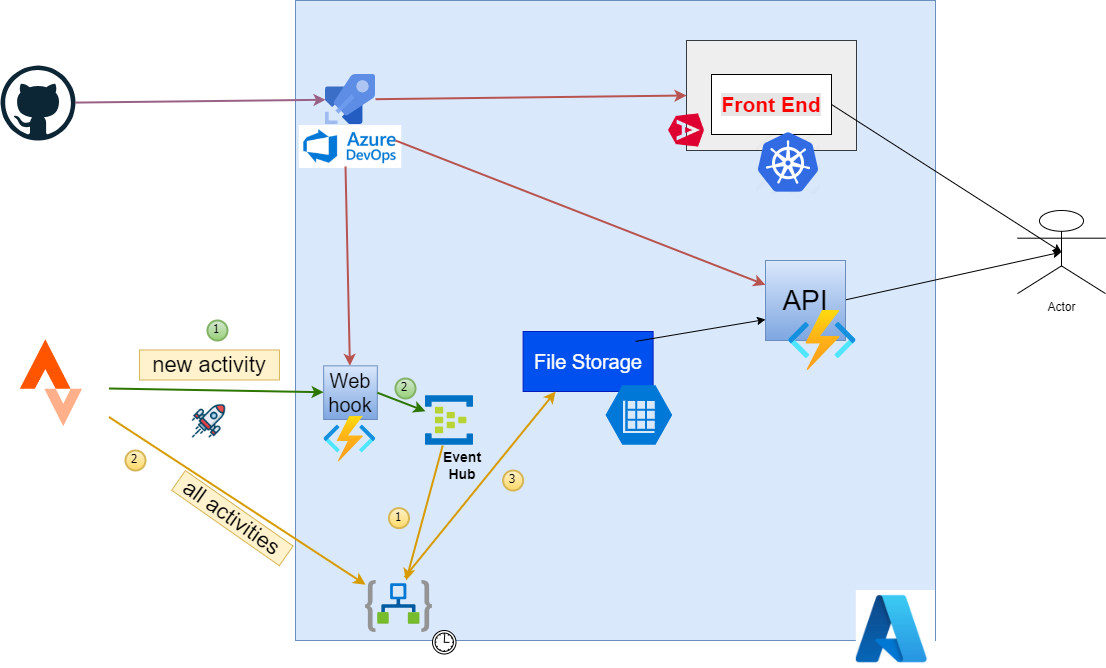 Front End
Azure
DevOps
Actor
API
1
new activity
File Storage
Web
hook
2
Event
Hub
2
3
all activities
1